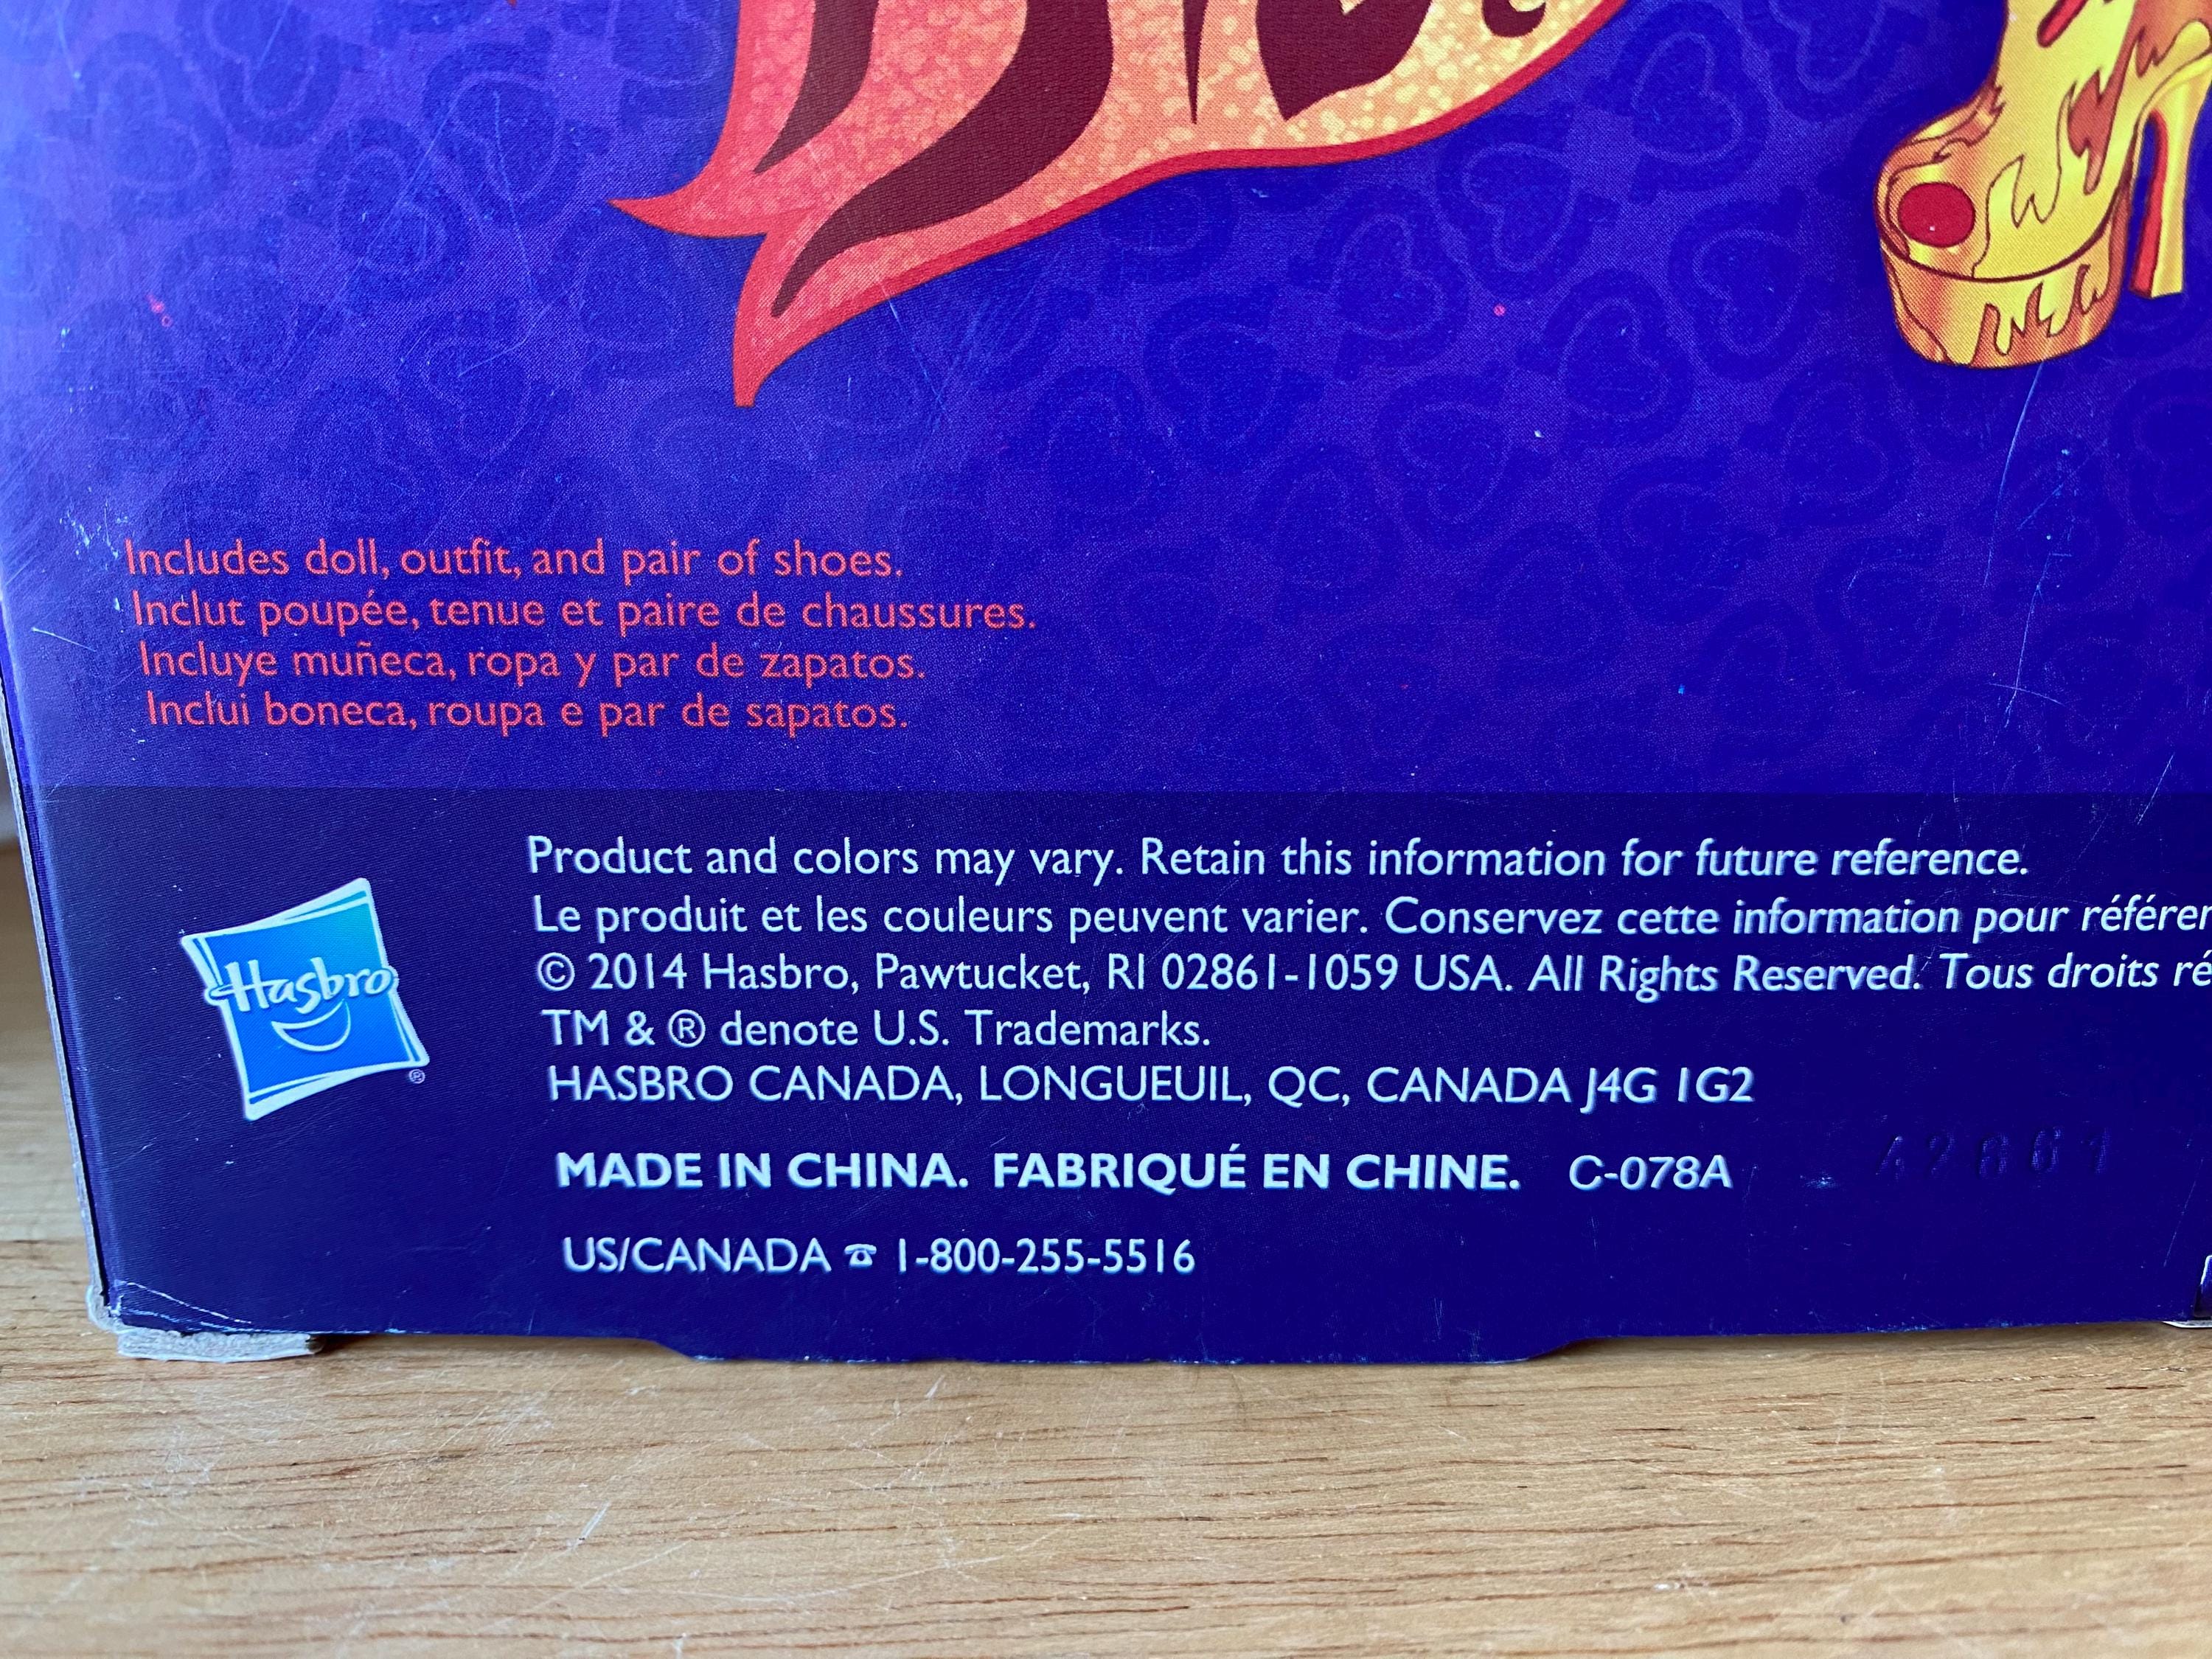 Includes doll, outfit, and pair of shoes.
Inclut poupée, tenue et paire de chaussures.
Incluye muñeca, ropa y par de zapatos.
Inclui boneca, roupa e par de sapatos.
Hasbro
®
Product and colors may vary. Retain this information for future reference.
Le produit et les couleurs peuvent varier. Conservez cette information pour
© 2014 Hasbro, Pawtucket, RI 02861-1059 USA. All Rights Reserved. Tous droits
TM & ® denote U.S. Trademarks.
HASBRO CANADA, LONGUEUIL, QC, CANADA J4G 1G2
MADE IN CHINA. FABRIQUÉ EN CHINE. C-078A
US/CANADA ☎ 1-800-255-5516